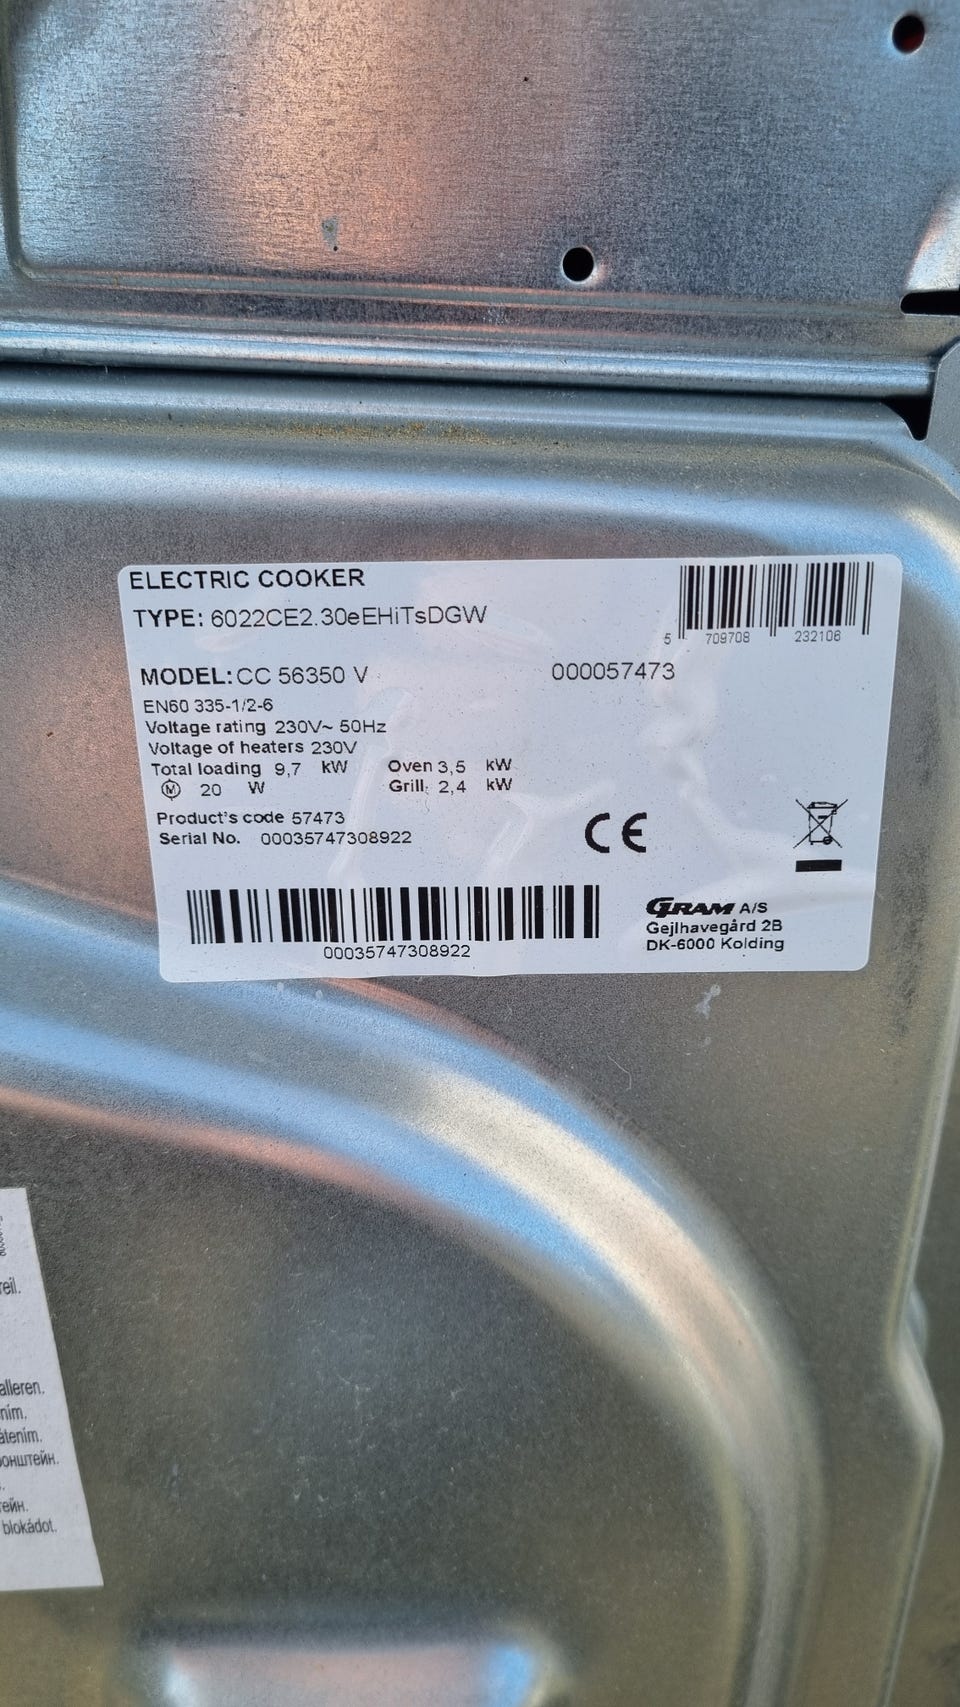 ELECTRIC COOKER
TYPE: 6022CE2.30eEHiTsDGW
5 709708 232106
MODEL: CC 56350 V 000057473
EN60 335-1/2-6
Voltage rating 230V~ 50Hz
Voltage of heaters 230V
Total loading 9,7 kW Oven 3,5 kW
M 20 W Grill: 2,4 kW
Product's code 57473
Serial No. 00035747308922
CE
00035747308922
GRAM A/S
Gejlhavegård 2B
DK-6000 Kolding
reil.
alleren.
ním.
átením.
онштейн.
тейн.
blokádot.